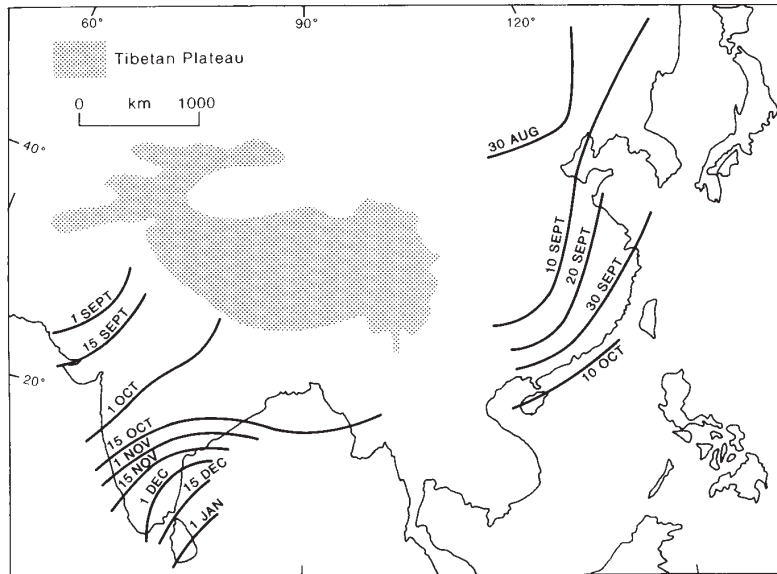 60°
90°
120°
Tibetan Plateau
0 km 1000
40°
30 AUG
10 SEPT
20 SEPT
30 SEPT
1 SEPT
15 SEPT
20°
10 OCT
1 OCT
15 OCT
1 NOV
15 NOV
1 DEC
15 DEC
1 JAN